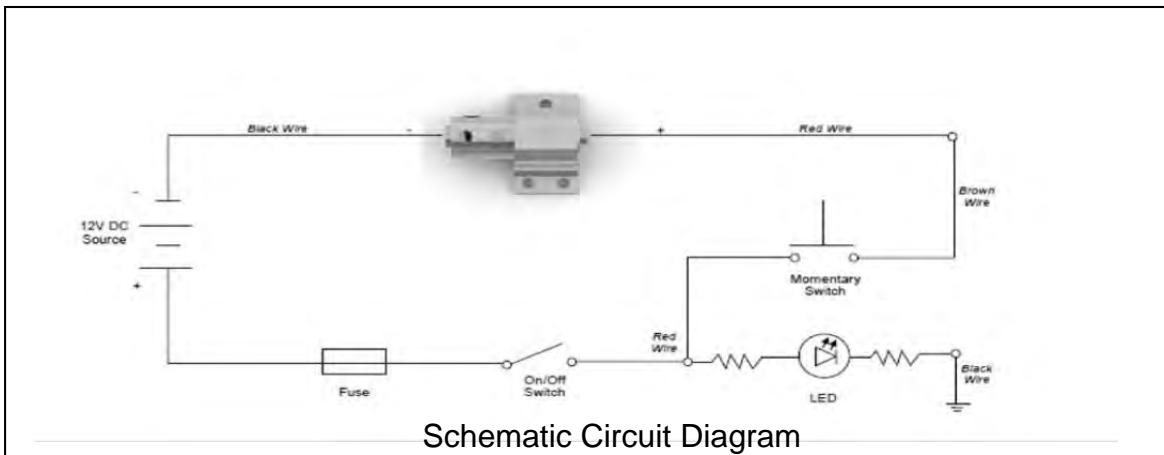 Black Wire
-
+
Red Wire
-
12V DC
Source
+
Brown
Wire
Momentary
Switch
Red
Wire
Fuse
On/Off
Switch
LED
Black
Wire
Schematic Circuit Diagram